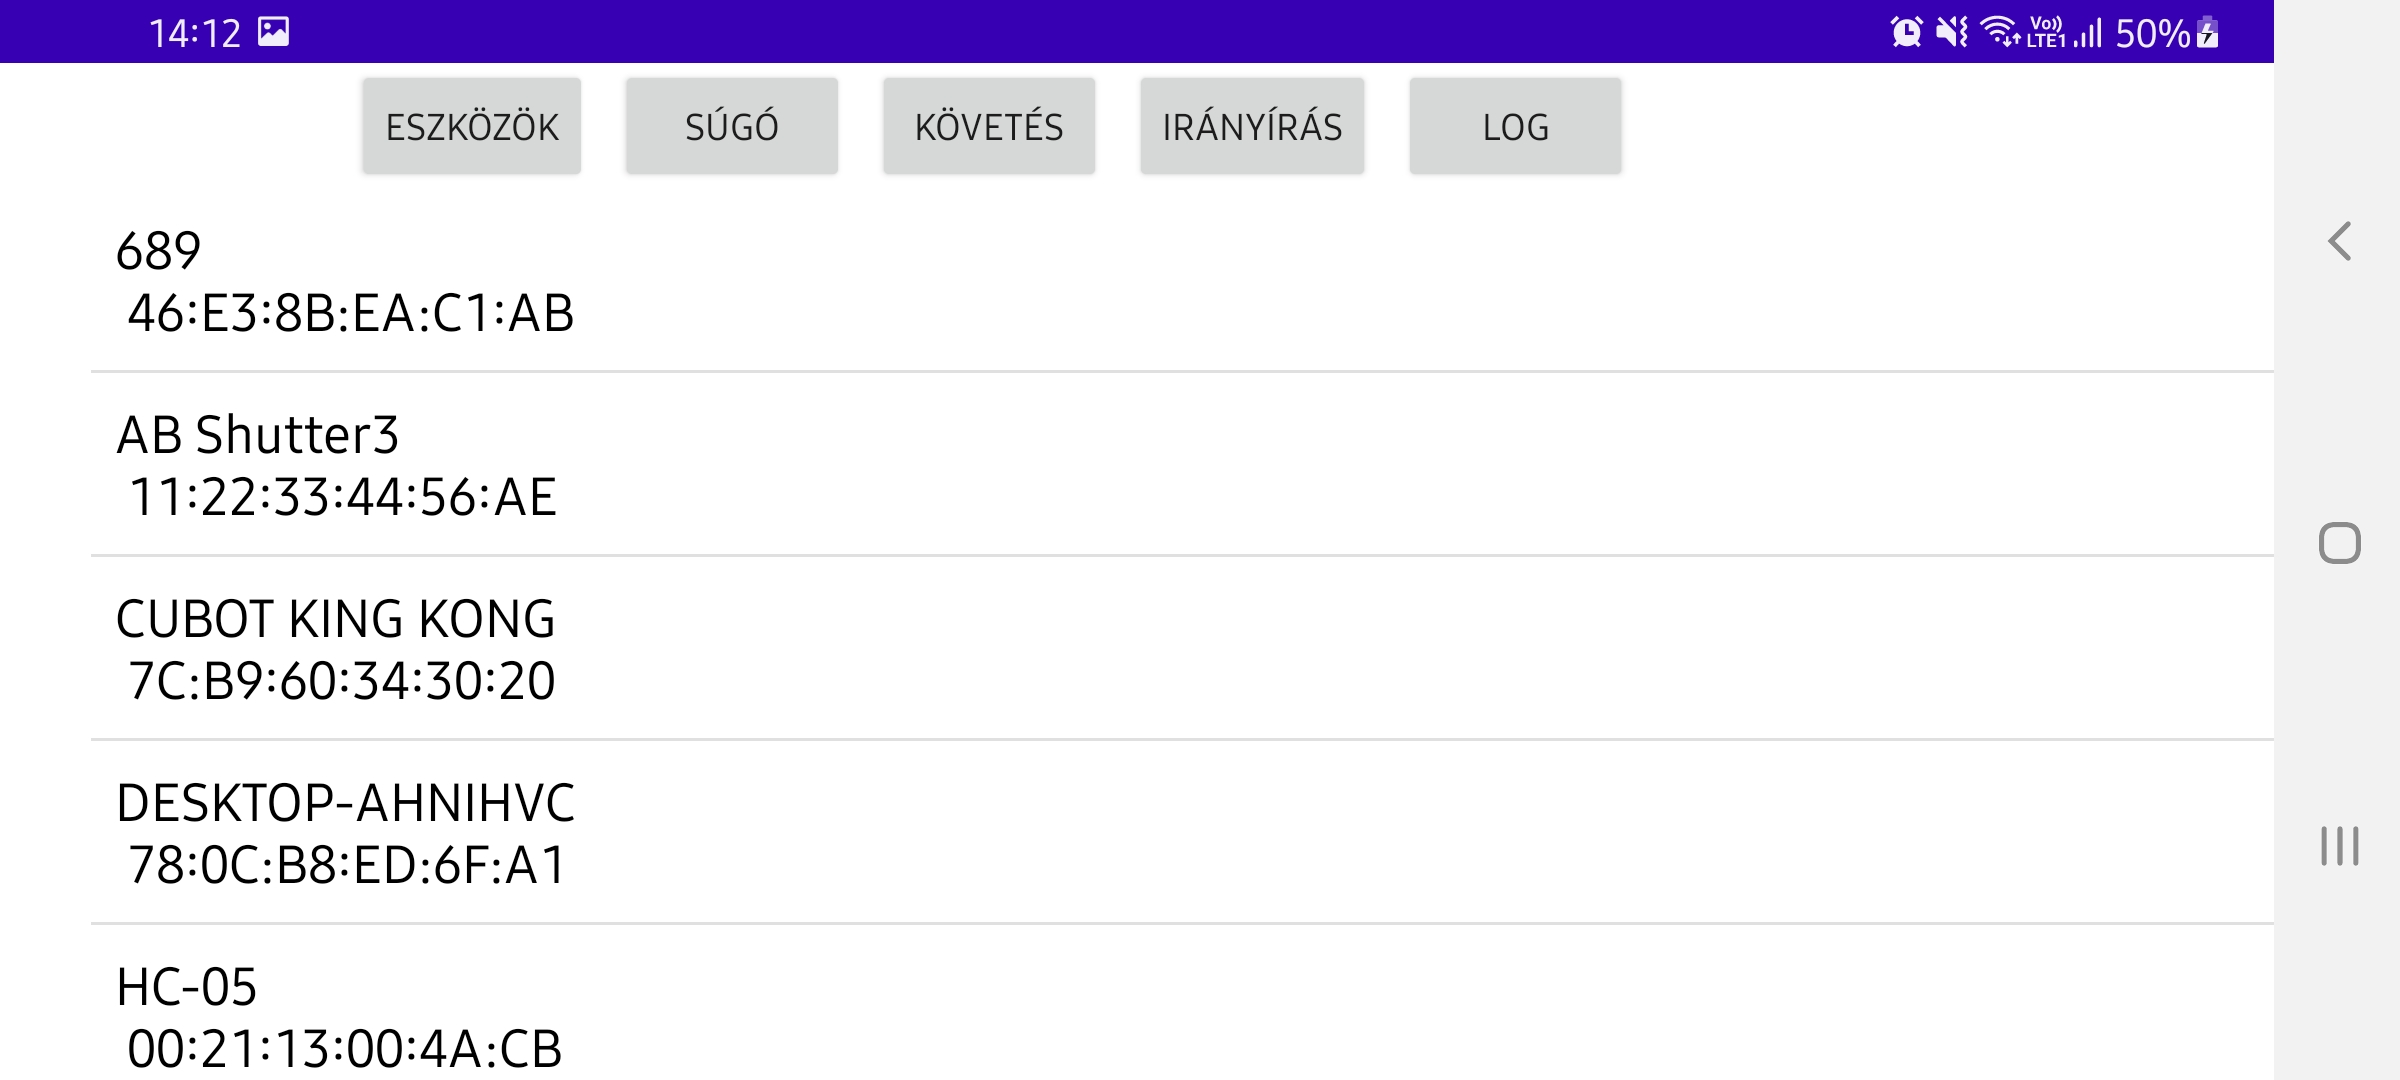 14:12 Vo)) LTE1 50%
ESZKÖZÖK SÚGÓ KÖVETÉS IRÁNYÍRÁS LOG
689
46:E3:8B:EA:C1:AB
AB Shutter3
11:22:33:44:56:AE
CUBOT KING KONG
7C:B9:60:34:30:20
DESKTOP-AHNIHVC
78:0C:B8:ED:6F:A1
HC-05
00:21:13:00:4A:CB